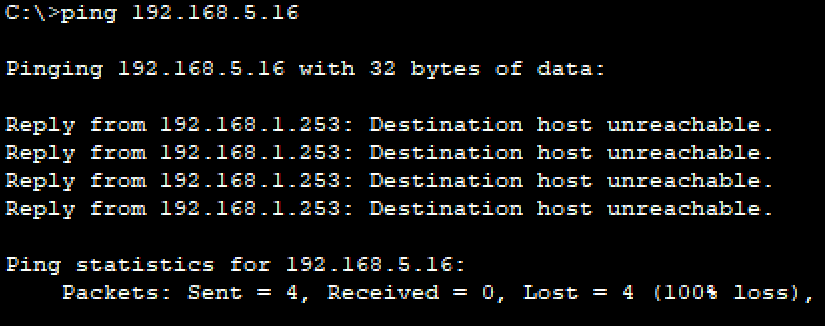 C:\>ping 192.168.5.16
Pinging 192.168.5.16 with 32 bytes of data:
Reply from 192.168.1.253: Destination host unreachable.
Reply from 192.168.1.253: Destination host unreachable.
Reply from 192.168.1.253: Destination host unreachable.
Reply from 192.168.1.253: Destination host unreachable.
Ping statistics for 192.168.5.16:
    Packets: Sent = 4, Received = 0, Lost = 4 (100% loss),